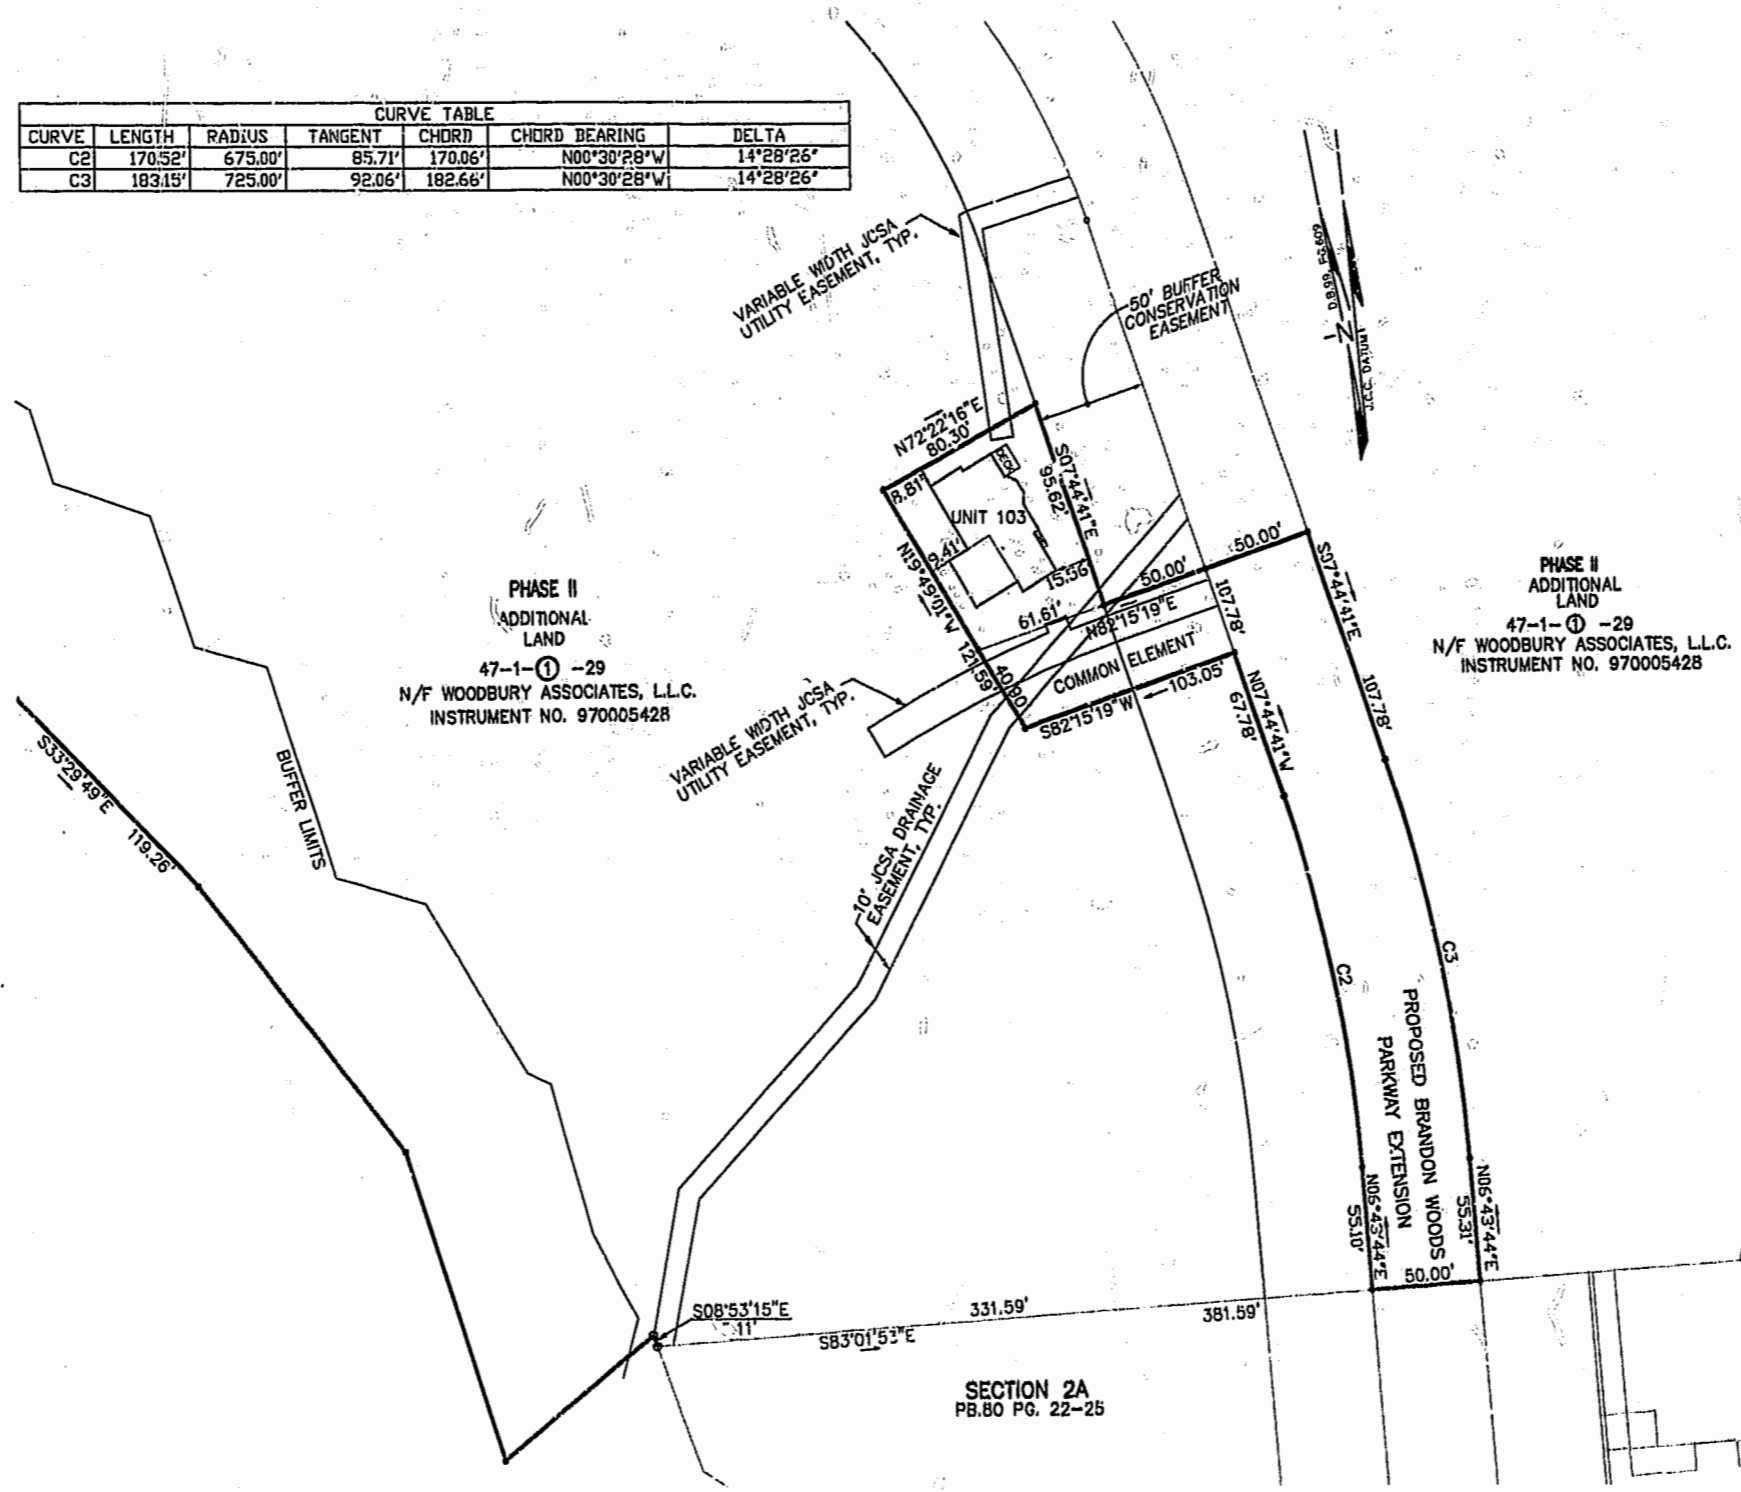 CURVE TABLE
CURVE LENGTH RADIUS TANGENT CHORD CHORD BEARING DELTA
C2 170.52' 675.00' 85.71' 170.06' N00°30'28"W 14°28'26"
C3 183.15' 725.00' 92.06' 182.66' N00°30'28"W 14°28'26"
VARIABLE WIDTH JCSA
UTILITY EASEMENT, TYP.
50' BUFFER
CONSERVATION
EASEMENT
D.B.99, PG.609
N
J.C.C. DATUM
N72°22'16"E
80.30'
8.81'
DECK
UNIT 103
S07°44'41"E
95.62'
9.41'
15.56'
N19°49'01"W
121.59'
61.61'
40.90
50.00'
50.00'
N82°15'19"E
107.78'
COMMON ELEMENT
103.05'
S82°15'19"W
S07°44'41"E
107.78'
N07°44'41"W
67.78'
PHASE II
ADDITIONAL
LAND
47-1-① -29
N/F WOODBURY ASSOCIATES, L.L.C.
INSTRUMENT NO. 970005428
PHASE II
ADDITIONAL
LAND
47-1-① -29
N/F WOODBURY ASSOCIATES, L.L.C.
INSTRUMENT NO. 970005428
VARIABLE WIDTH JCSA
UTILITY EASEMENT, TYP.
S33°29'49"E
119.26'
BUFFER LIMITS
10' JCSA DRAINAGE
EASEMENT, TYP.
C2
C3
PROPOSED BRANDON WOODS
PARKWAY EXTENSION
N06°43'44"E
55.10'
N06°43'44"E
55.31'
50.00'
S08°53'15"E
11'
331.59'
S83°01'53"E
381.59'
SECTION 2A
PB.80 PG. 22-25